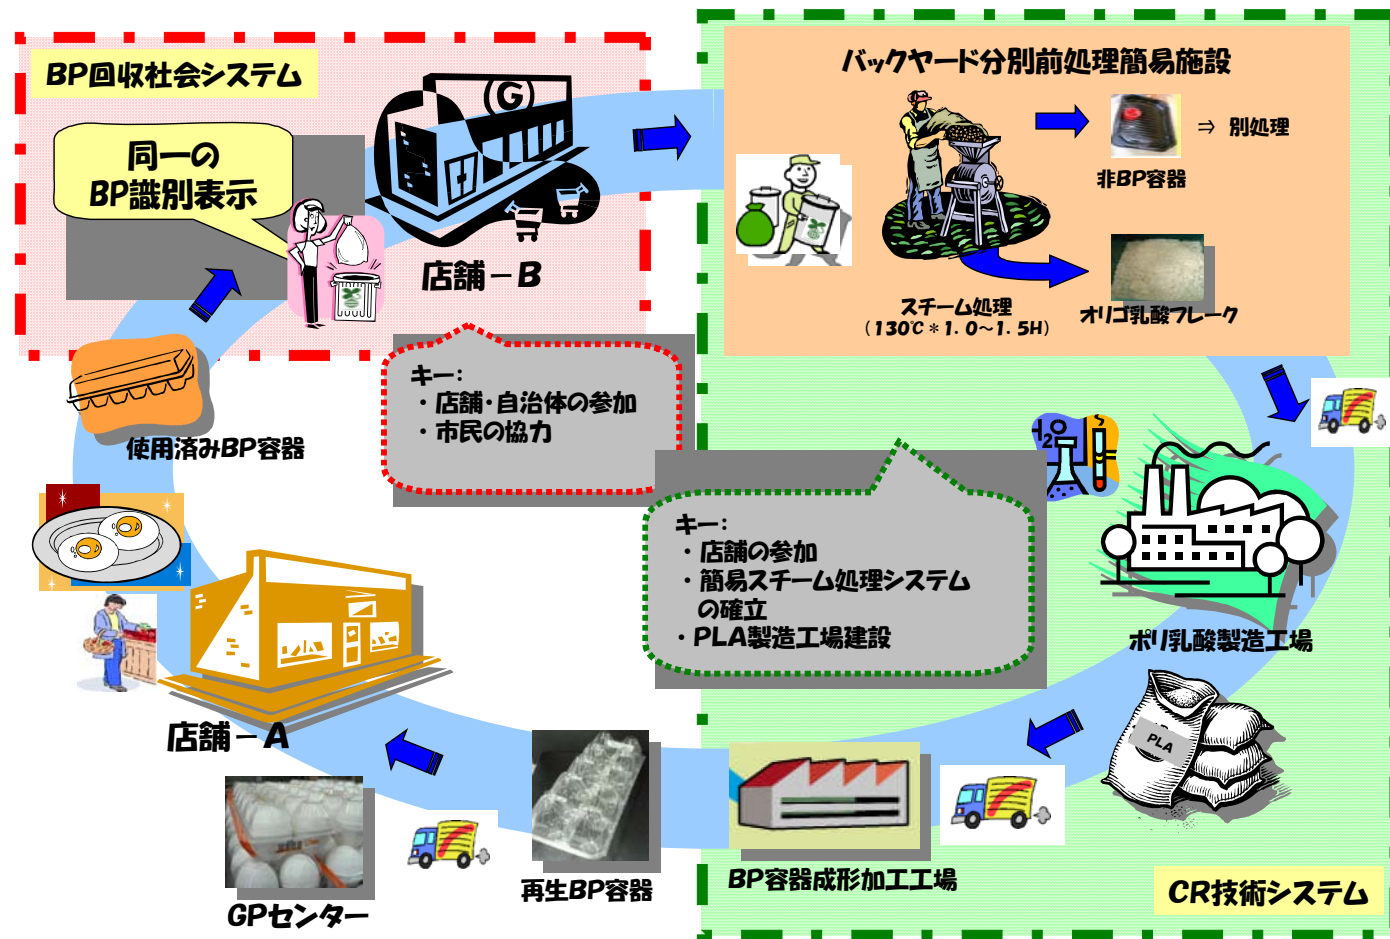 BP回収社会システム
同一の
BP識別表示
G
店舗－B
バックヤード分別前処理簡易施設
⇒ 別処理
非BP容器
スチーム処理
（130℃＊1．0～1．5H）
オリゴ乳酸フレーク
キー：
・店舗・自治体の参加
・市民の協力
使用済みBP容器
H2O
S
キー：
・店舗の参加
・簡易スチーム処理システム
の確立
・PLA製造工場建設
ポリ乳酸製造工場
PLA
店舗－A
GPセンター
再生BP容器
BP容器成形加工工場
CR技術システム